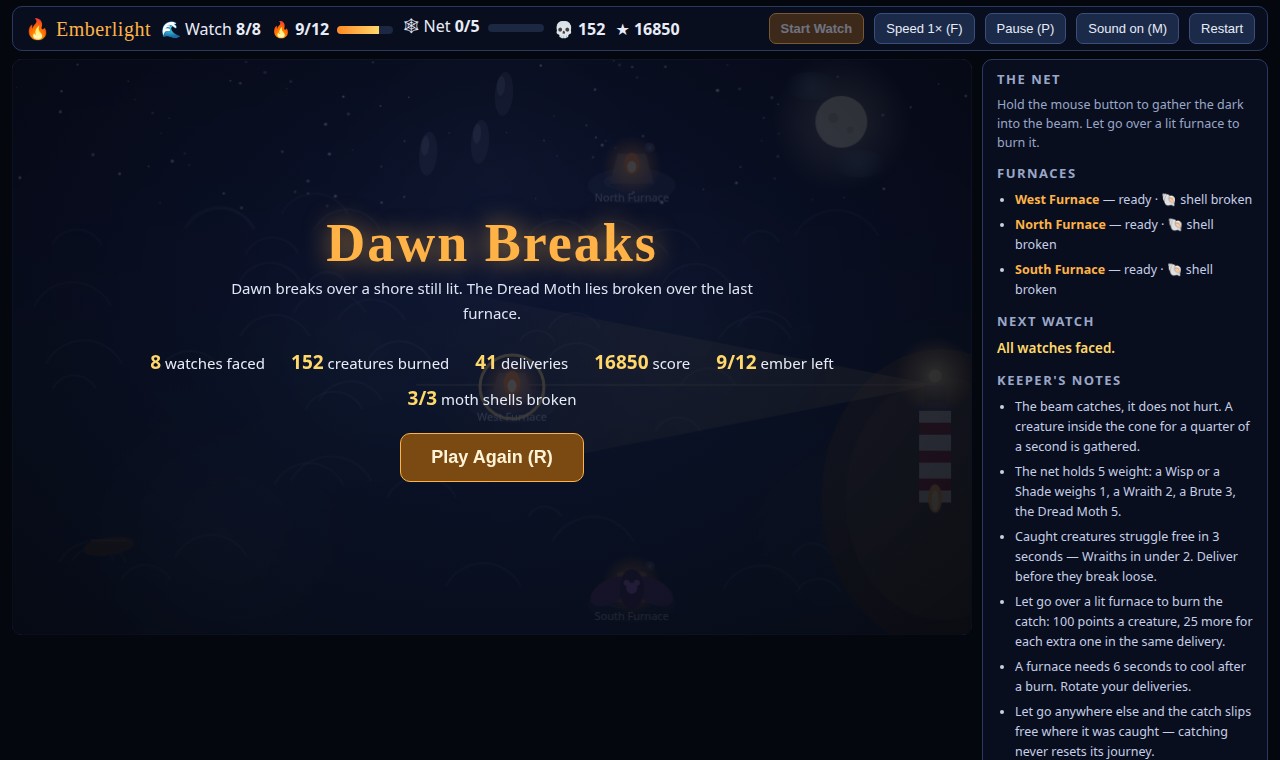 🔥 Emberlight 🌊 Watch 8/8 🔥 9/12 🕸 Net 0/5 💀 152 ★ 16850 Start Watch Speed 1× (F) Pause (P) Sound on (M) Restart
North Furnace
Dawn Breaks
Dawn breaks over a shore still lit. The Dread Moth lies broken over the last
furnace.
8 watches faced 152 creatures burned 41 deliveries 16850 score 9/12 ember left
3/3 moth shells broken
West Furnace
Play Again (R)
South Furnace
THE NET
Hold the mouse button to gather the dark
into the beam. Let go over a lit furnace to
burn it.
FURNACES
• West Furnace — ready · 🐚 shell broken
• North Furnace — ready · 🐚 shell
broken
• South Furnace — ready · 🐚 shell
broken
NEXT WATCH
All watches faced.
KEEPER'S NOTES
• The beam catches, it does not hurt. A
creature inside the cone for a quarter of
a second is gathered.
• The net holds 5 weight: a Wisp or a
Shade weighs 1, a Wraith 2, a Brute 3,
the Dread Moth 5.
• Caught creatures struggle free in 3
seconds — Wraiths in under 2. Deliver
before they break loose.
• Let go over a lit furnace to burn the
catch: 100 points a creature, 25 more for
each extra one in the same delivery.
• A furnace needs 6 seconds to cool after
a burn. Rotate your deliveries.
• Let go anywhere else and the catch slips
free where it was caught — catching
never resets its journey.